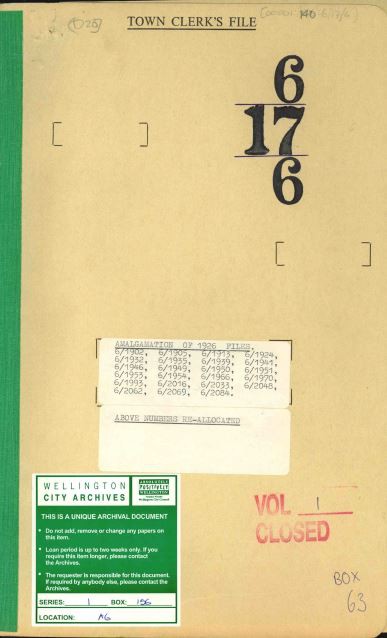 TOWN CLERK'S FILE
6
17
6
AMALGAMATION OF 1926 FILES.
6/1902, 6/1905, 6/1913, 6/1924,
6/1932, 6/1935, 6/1939, 6/1941,
6/1946, 6/1949, 6/1950, 6/1951,
6/1953, 6/1954, 6/1966, 6/1970,
6/1993, 6/2016, 6/2033, 6/2048,
6/2062, 6/2069, 6/2084.
ABOVE NUMBERS RE-ALLOCATED
WELLINGTON
CITY ARCHIVES
ABSOLUTELY
POSITIVELY
WELLINGTON
THIS IS A UNIQUE ARCHIVAL DOCUMENT
• Do not add, remove or change any papers on
this item.
• Loan period is up to two weeks only. If you
require this item longer, please contact
the Archives.
• The requester is responsible for this document.
If required by anybody else, please contact the
Archives.
SERIES: 1 BOX: 156
LOCATION: A6
VOL 1
CLOSED
BOX
63